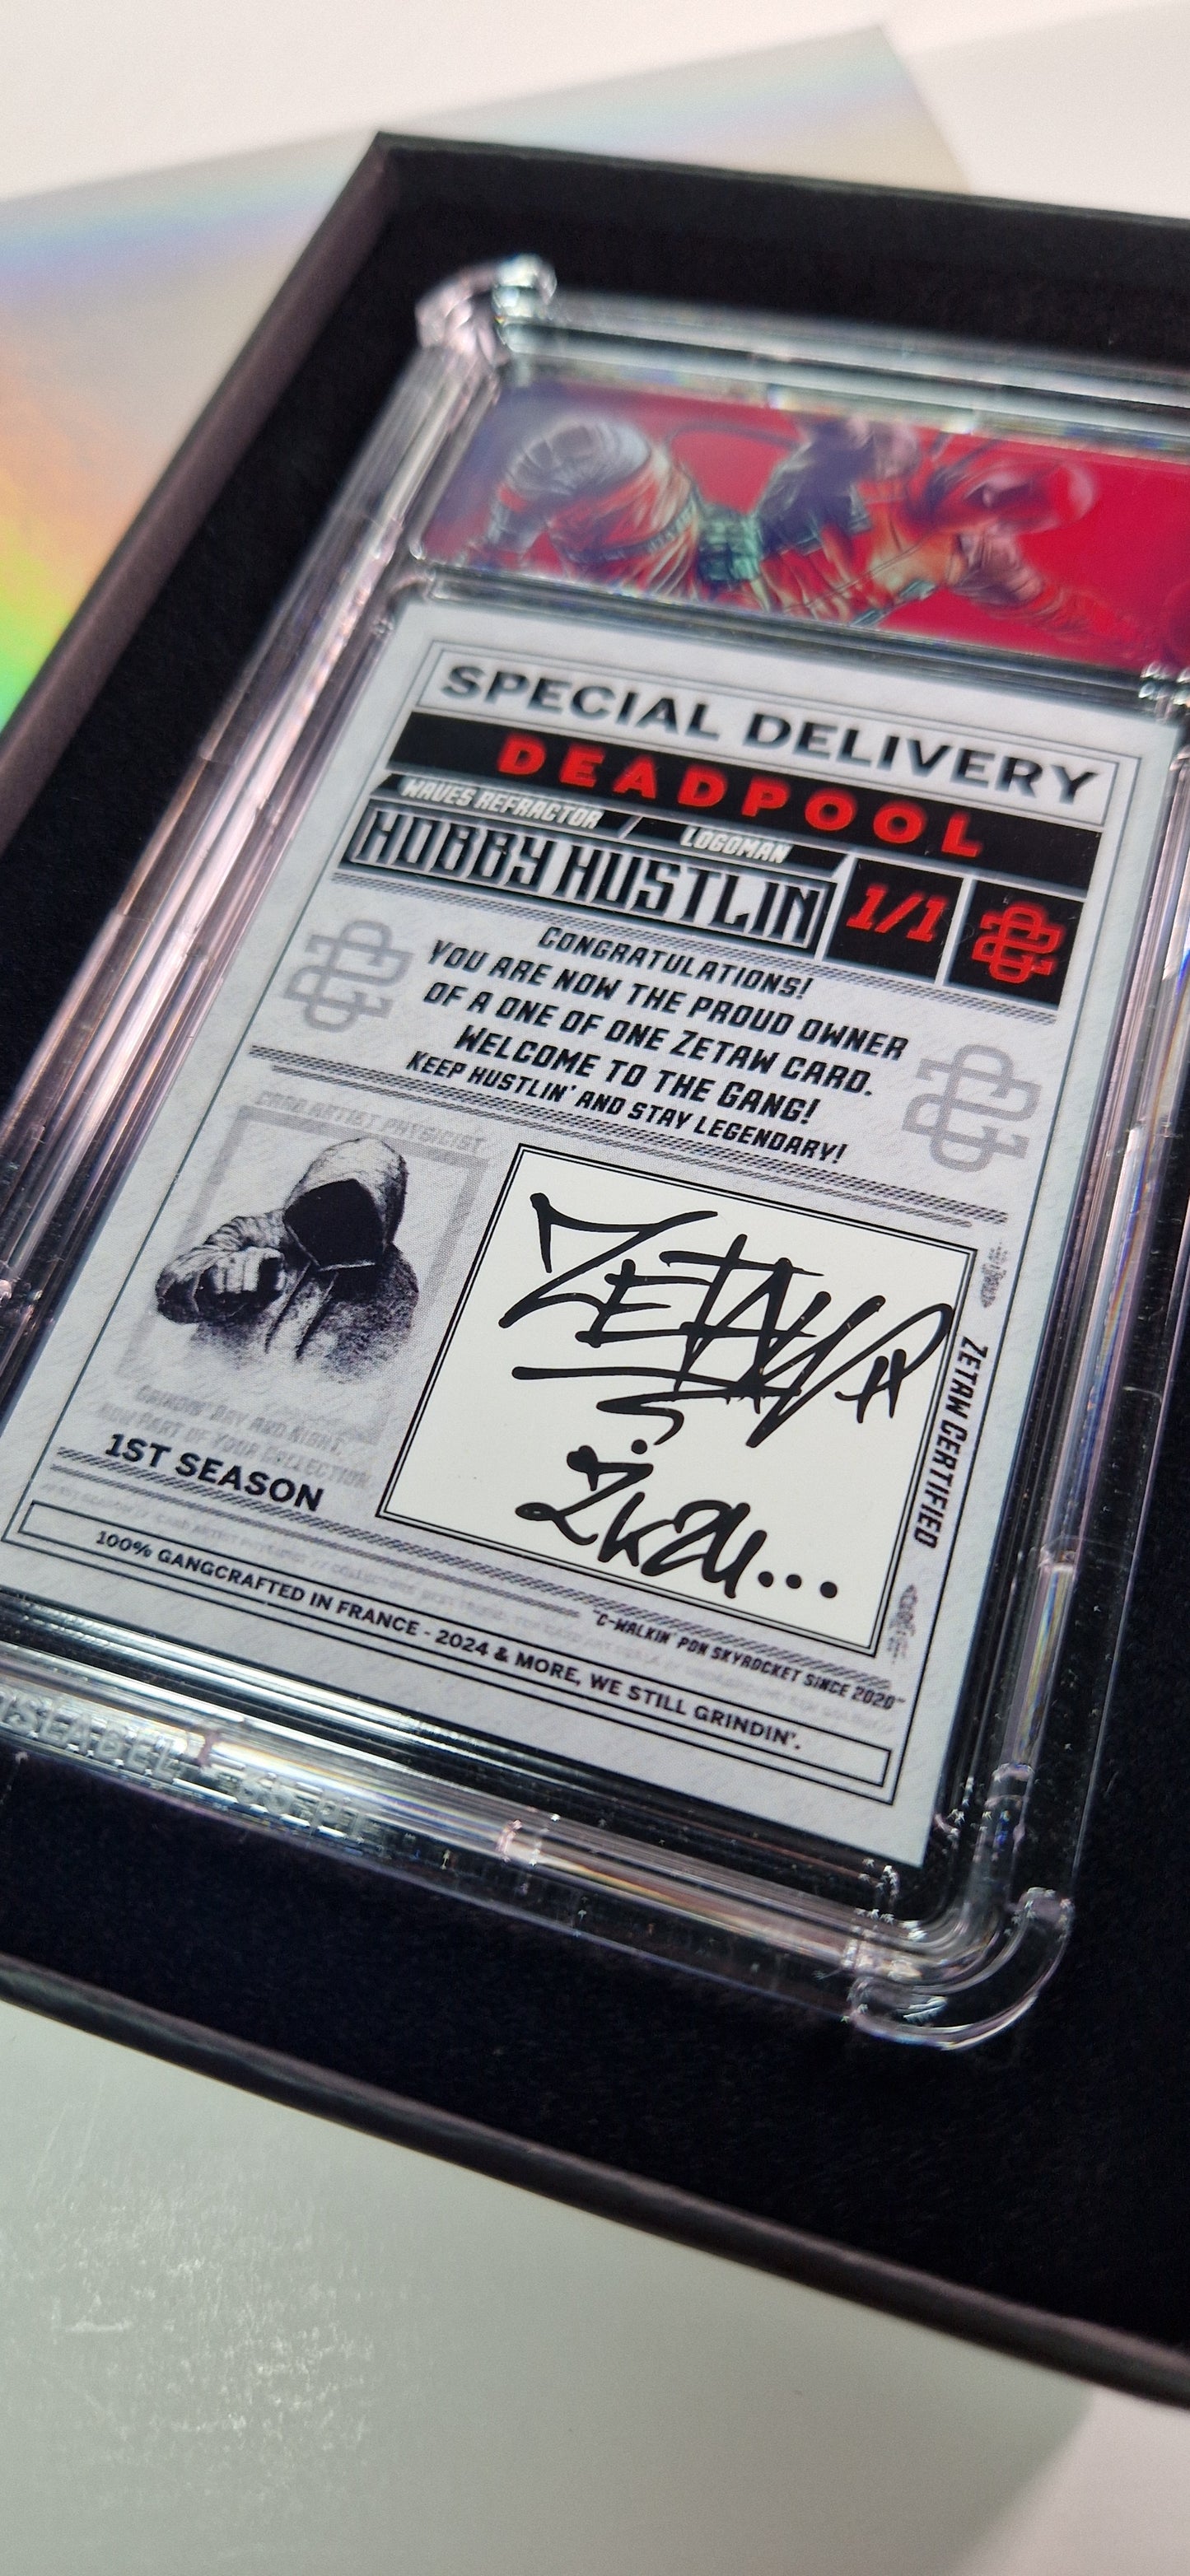 SPECIAL DELIVERY
DEADPOOL
WAVES REFRACTOR / LOGOMAN
HOBBY HUSTLIN
1/1
CONGRATULATIONS!
YOU ARE NOW THE PROUD OWNER
OF A ONE OF ONE ZETAW CARD.
WELCOME TO THE GANG!
KEEP HUSTLIN' AND STAY LEGENDARY!
CARD ARTIST PHYSICIST
GRINDIN' DAY AND NIGHT,
NOW PART OF YOUR COLLECTION
1ST SEASON
ZETAW
2K24...
ZETAW CERTIFIED
"C-WALKIN' PON SKYROCKET SINCE 2020"
100% GANGCRAFTED IN FRANCE - 2024 & MORE, WE STILL GRINDIN'.